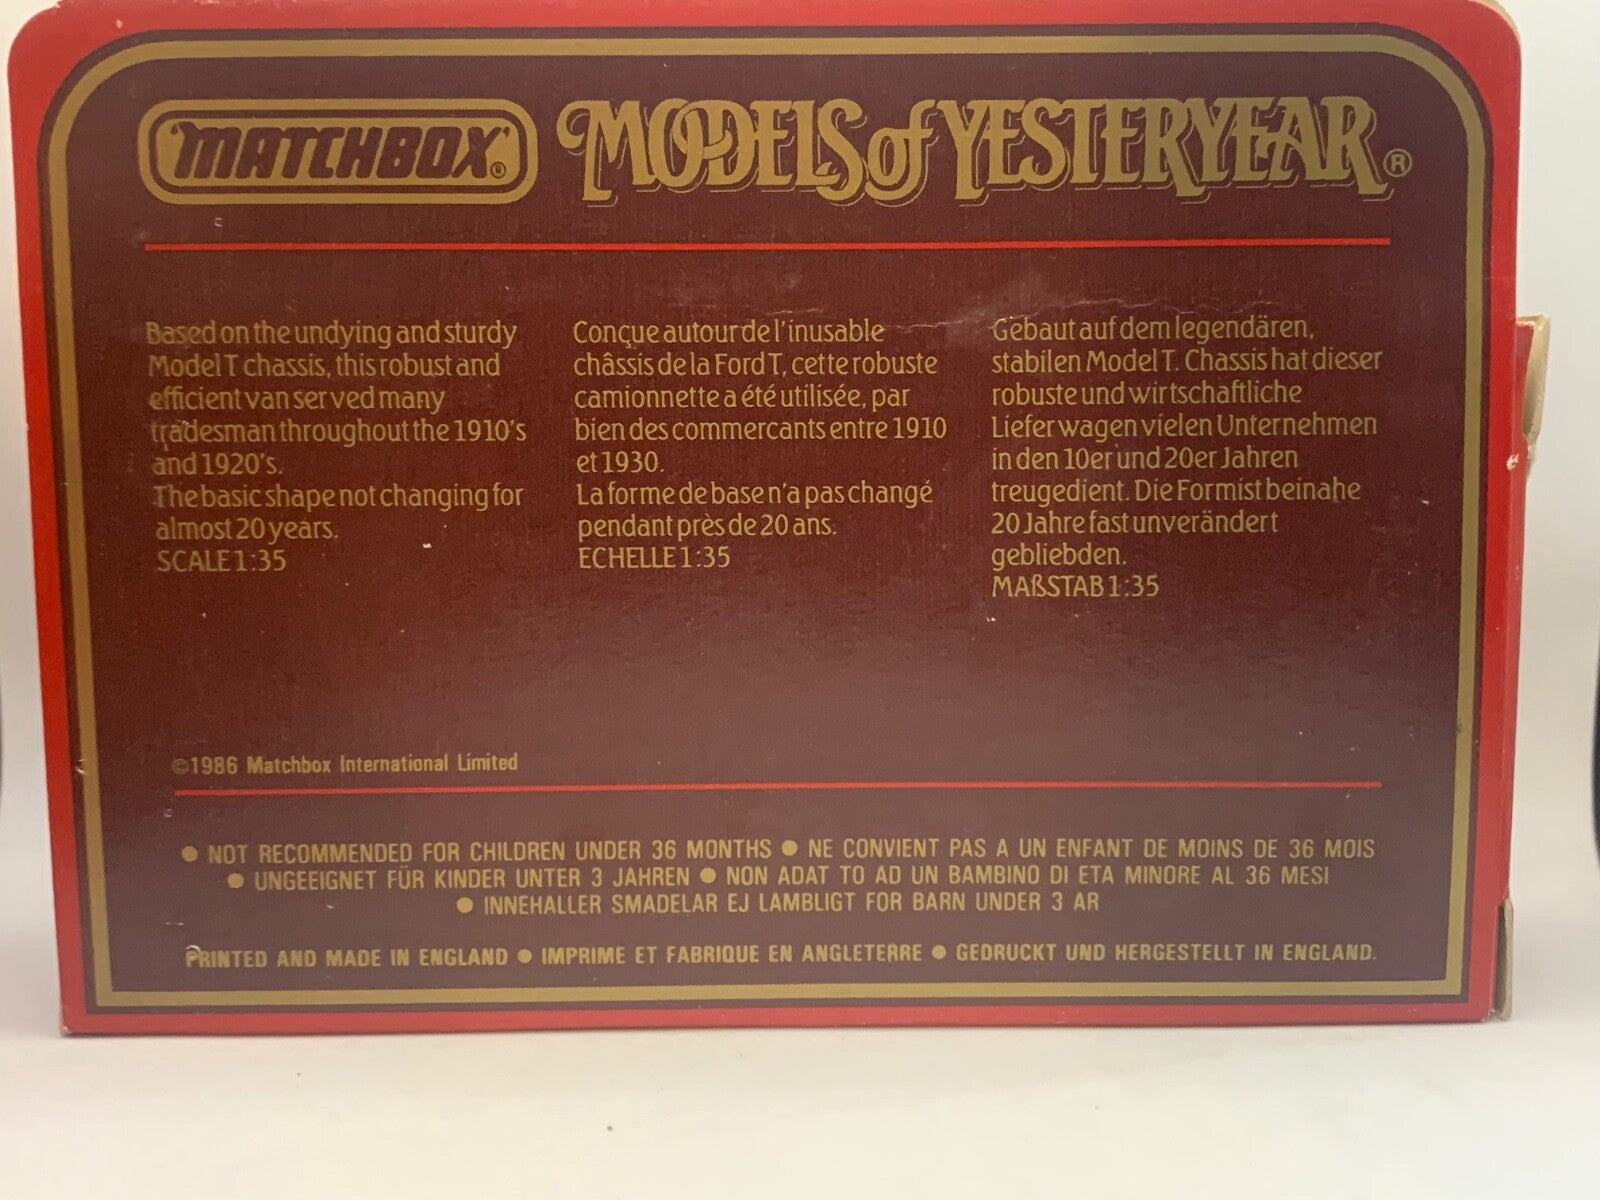 'MATCHBOX'® MODELS of YESTERYEAR®
Based on the undying and sturdy
Model T chassis, this robust and
efficient van served many
tradesman throughout the 1910's
and 1920's.
The basic shape not changing for
almost 20 years.
SCALE 1:35
Conçue autour de l'inusable
châssis de la Ford T, cette robuste
camionnette a été utilisée, par
bien des commercants entre 1910
et 1930.
La forme de base n'a pas changé
pendant près de 20 ans.
ECHELLE 1:35
Gebaut auf dem legendären,
stabilen Model T. Chassis hat dieser
robuste und wirtschaftliche
Lieferwagen vielen Unternehmen
in den 10er und 20er Jahren
treugedient. Die Form ist beinahe
20 Jahre fast unverändert
gebliebden.
MAßSTAB 1:35
©1986 Matchbox International Limited
● NOT RECOMMENDED FOR CHILDREN UNDER 36 MONTHS ● NE CONVIENT PAS A UN ENFANT DE MOINS DE 36 MOIS
● UNGEEIGNET FÜR KINDER UNTER 3 JAHREN ● NON ADAT TO AD UN BAMBINO DI ETA MINORE AL 36 MESI
● INNEHALLER SMADELAR EJ LAMBLIGT FOR BARN UNDER 3 AR
PRINTED AND MADE IN ENGLAND ● IMPRIME ET FABRIQUE EN ANGLETERRE ● GEDRUCKT UND HERGESTELLT IN ENGLAND.